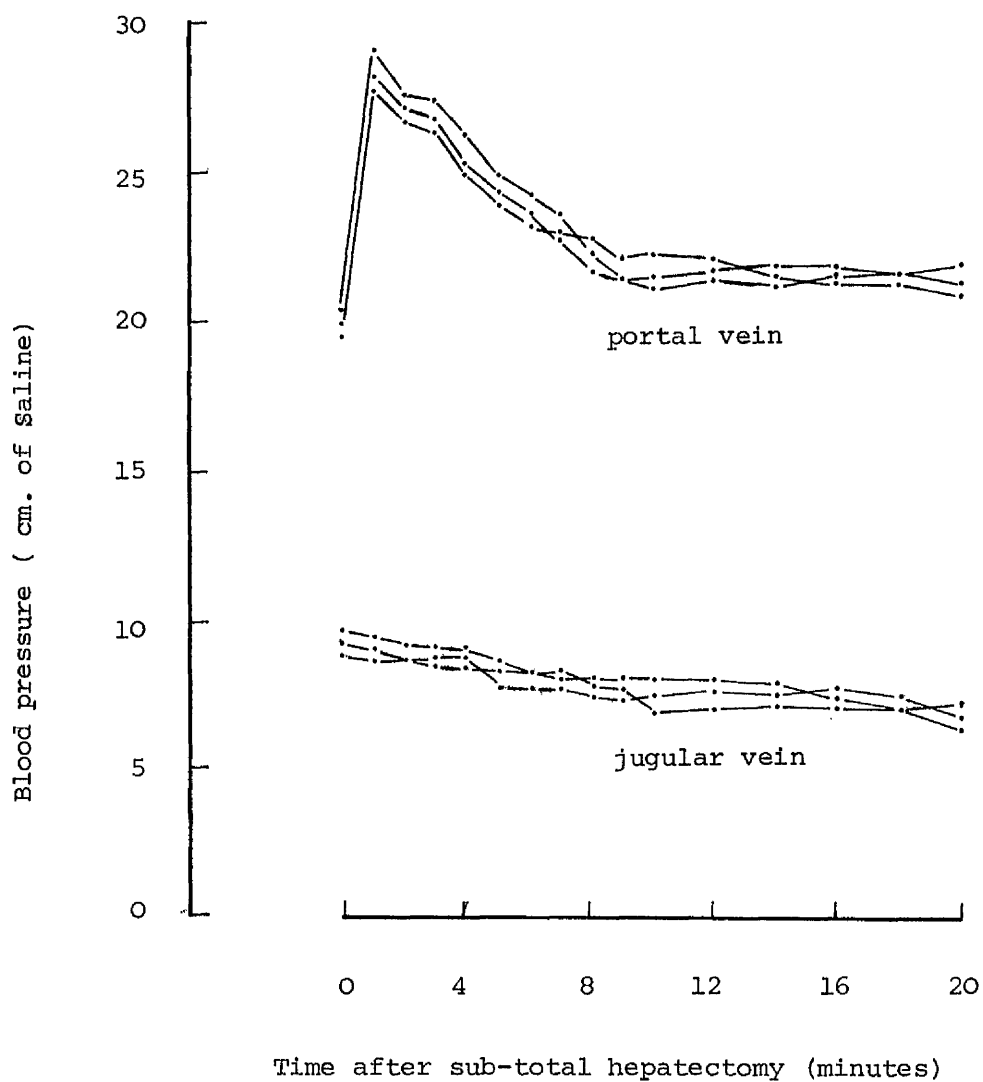 30
25
20
15
10
5
0
Blood pressure ( cm. of Saline)
portal vein
jugular vein
0 4 8 12 16 20
Time after sub-total hepatectomy (minutes)